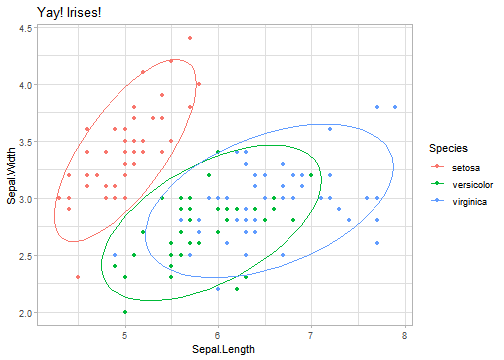 Yay! Irises!
4.5
4.0
3.5
3.0
2.5
2.0
Sepal.Width
5
6
7
8
Sepal.Length
Species
setosa
versicolor
virginica